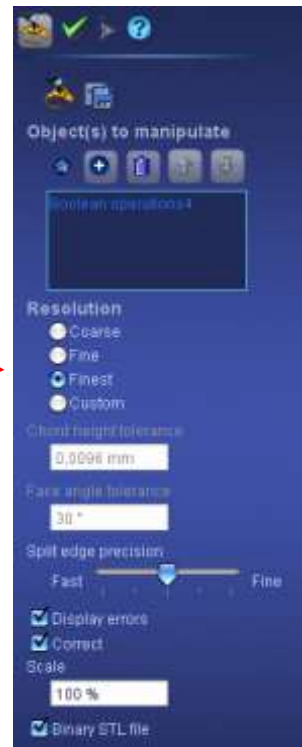 Object(s) to manipulate
Boolean operations4
Resolution
Coarse
Fine
Finest
Custom
Chord height tolerance
0,0096 mm
Face angle tolerance
30 °
Split edge precision
Fast
Fine
Display errors
Correct
Scale
100 %
Binary STL file